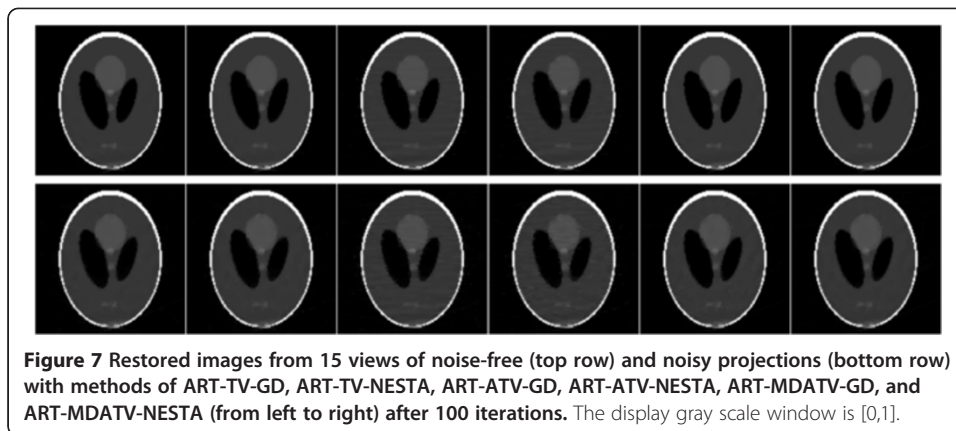 Figure 7 Restored images from 15 views of noise-free (top row) and noisy projections (bottom row)
with methods of ART-TV-GD, ART-TV-NESTA, ART-ATV-GD, ART-ATV-NESTA, ART-MDATV-GD, and
ART-MDATV-NESTA (from left to right) after 100 iterations. The display gray scale window is [0,1].